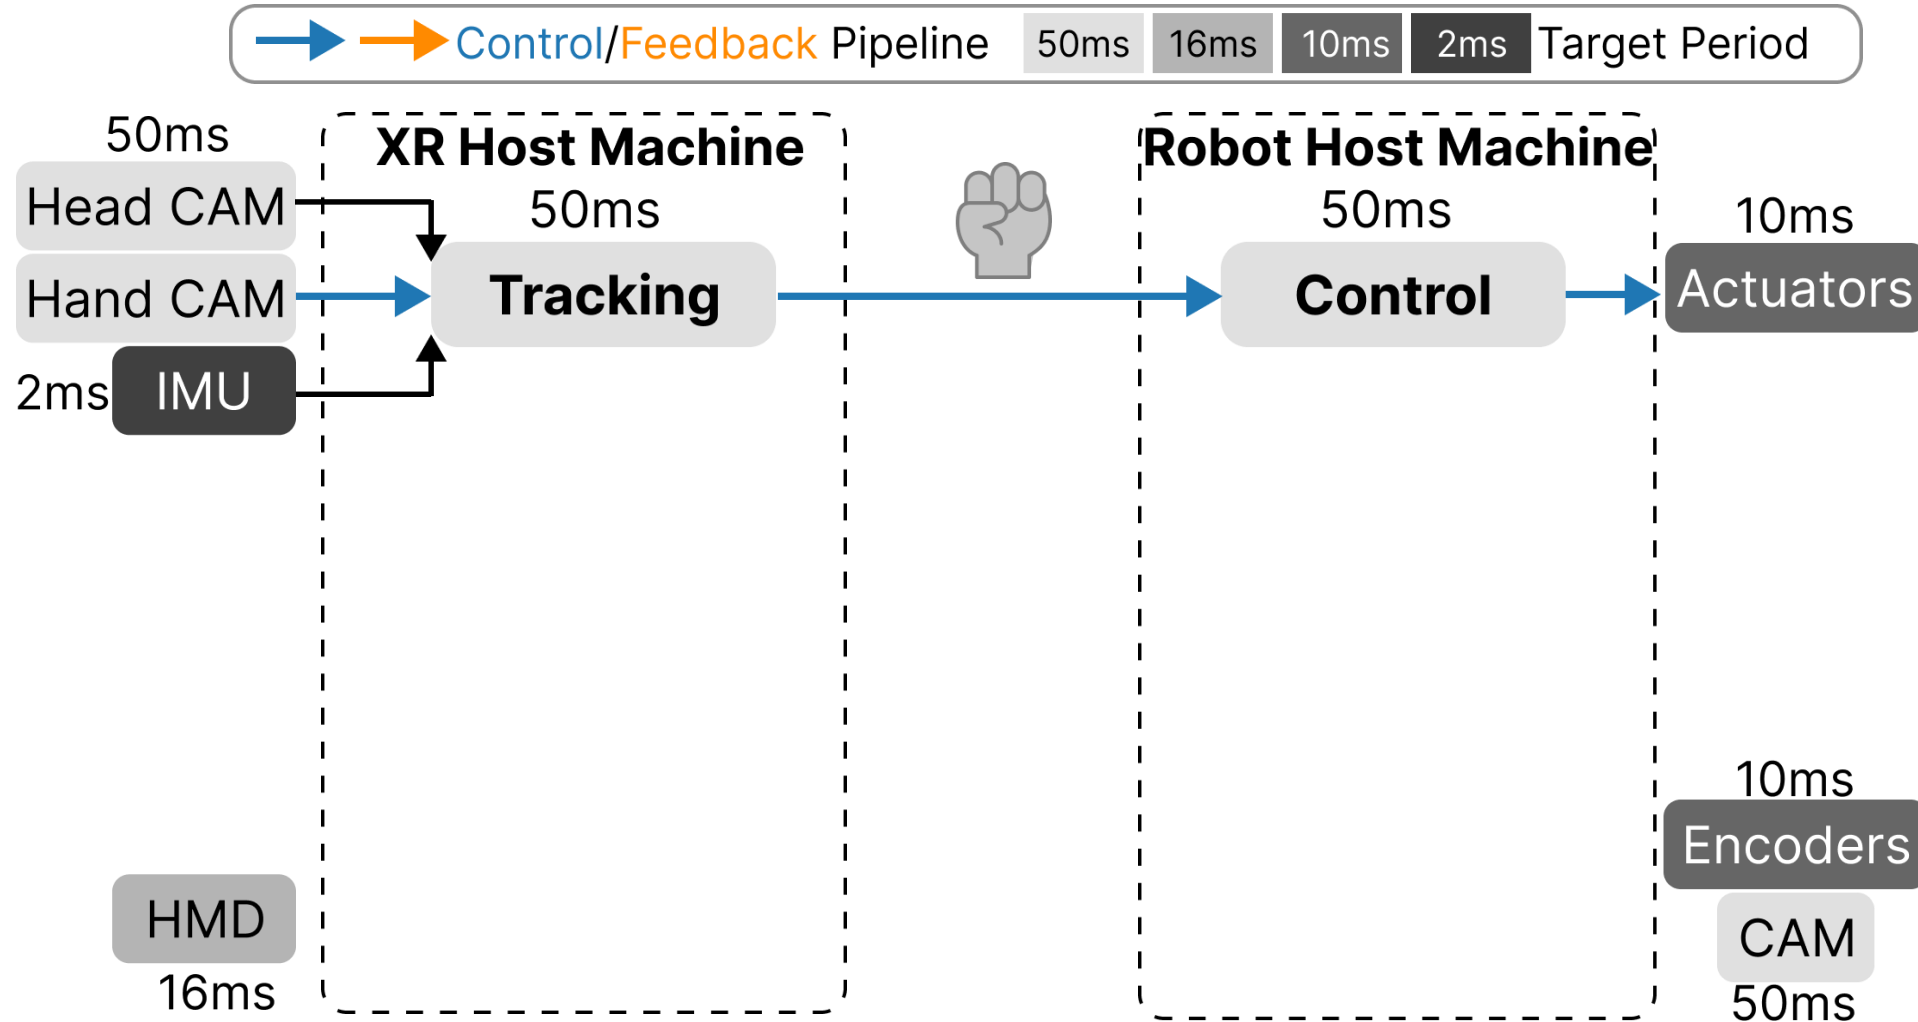 Control/Feedback Pipeline 50ms 16ms 10ms 2ms Target Period
50ms
Head CAM
Hand CAM
2ms IMU
XR Host Machine
50ms
Tracking
Robot Host Machine
50ms
Control
10ms
Actuators
10ms
Encoders
CAM
50ms
HMD
16ms